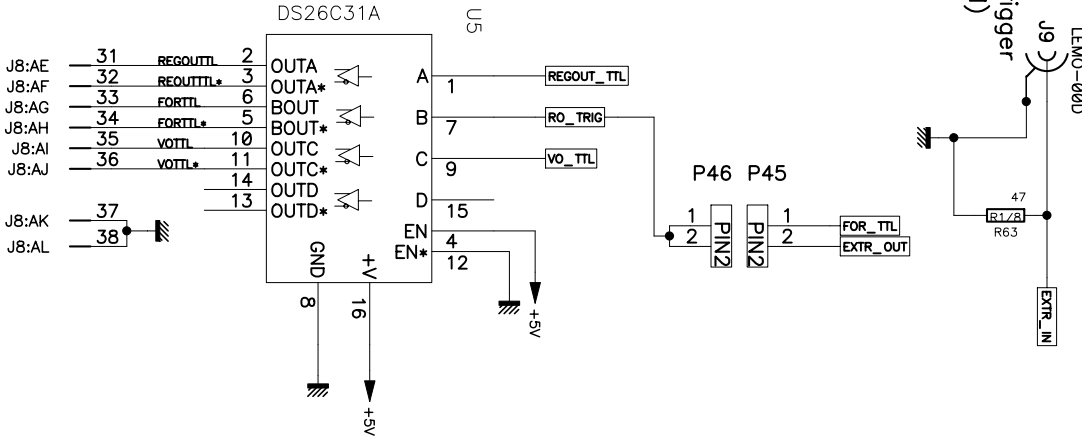 DS26C31A
U5
J8:AE 31 REGOUTTL 2 OUTA
J8:AF 32 REOUTTTL* 3 OUTA*
J8:AG 33 FORTTL 6 BOUT
J8:AH 34 FORTTL* 5 BOUT*
J8:AI 35 VOTTL 10 OUTC
J8:AJ 36 VOTTL* 11 OUTC*
14 OUTD
13 OUTD*
J8:AK 37
J8:AL 38
A 1 REGOUT_TTL
B 7 RO_TRIG
C 9 VO_TTL
D 15
EN 4
EN* 12
GND 8
+V 16
+5V
+5V
P46 P45
1 PIN2 1 FOR_TTL
2 2 EXTR_OUT
PIN2
igger
J9
LEMO-00D
47
R1/8
R63
EXTR_IN